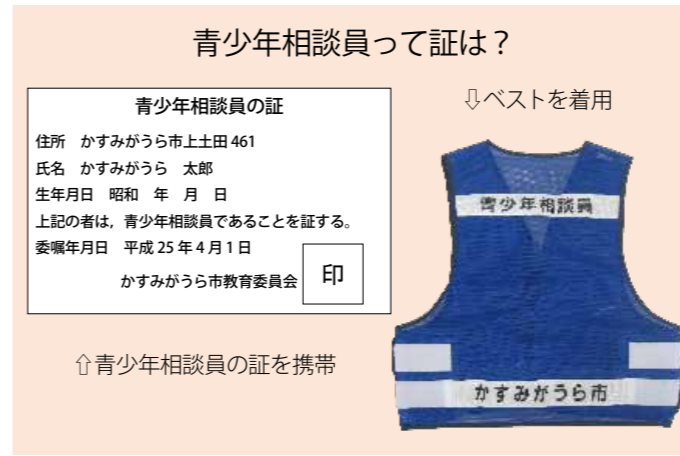 青少年相談員って証は？
青少年相談員の証
住所　かすみがうら市上土田 461
氏名　かすみがうら　太郎
生年月日　昭和　年　月　日
上記の者は，青少年相談員であることを証する。
委嘱年月日　平成 25 年 4 月 1 日
かすみがうら市教育委員会
印
⇧青少年相談員の証を携帯
⇩ベストを着用
青少年相談員
かすみがうら市